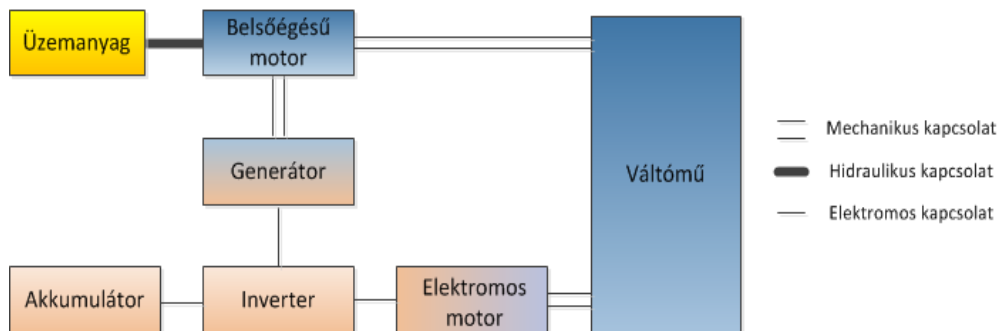 Üzemanyag
Belsőégésű
motor
Generátor
Váltómű
Akkumulátor
Inverter
Elektromos
motor
Mechanikus kapcsolat
Hidraulikus kapcsolat
Elektromos kapcsolat